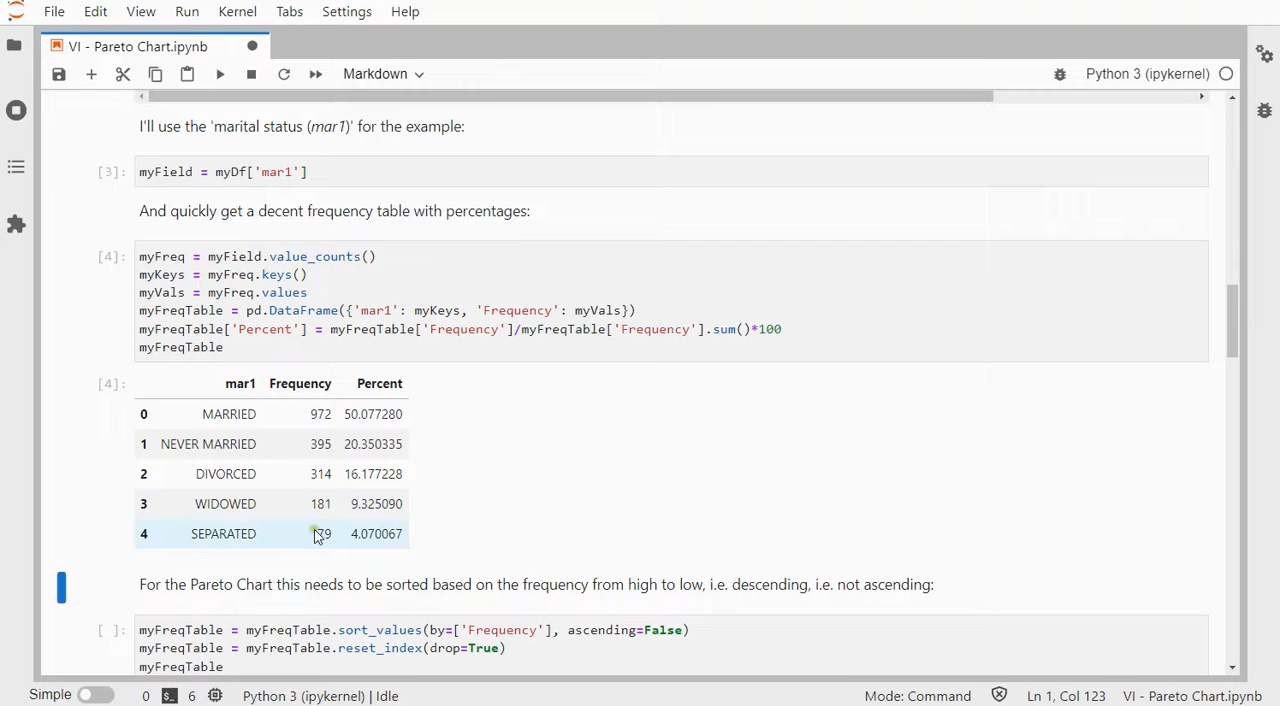 File Edit View Run Kernel Tabs Settings Help
VI - Pareto Chart.ipynb
Markdown
Python 3 (ipykernel)
I'll use the 'marital status (mar1)' for the example:
[3]: myField = myDf['mar1']
And quickly get a decent frequency table with percentages:
[4]: myFreq = myField.value_counts()
myKeys = myFreq.keys()
myVals = myFreq.values
myFreqTable = pd.DataFrame({'mar1': myKeys, 'Frequency': myVals})
myFreqTable['Percent'] = myFreqTable['Frequency']/myFreqTable['Frequency'].sum()*100
myFreqTable
[4]: mar1 Frequency Percent
0 MARRIED 972 50.077280
1 NEVER MARRIED 395 20.350335
2 DIVORCED 314 16.177228
3 WIDOWED 181 9.325090
4 SEPARATED 79 4.070067
For the Pareto Chart this needs to be sorted based on the frequency from high to low, i.e. descending, i.e. not ascending:
[ ]: myFreqTable = myFreqTable.sort_values(by=['Frequency'], ascending=False)
myFreqTable = myFreqTable.reset_index(drop=True)
myFreqTable
Simple 0 6 Python 3 (ipykernel) | Idle Mode: Command Ln 1, Col 123 VI - Pareto Chart.ipynb